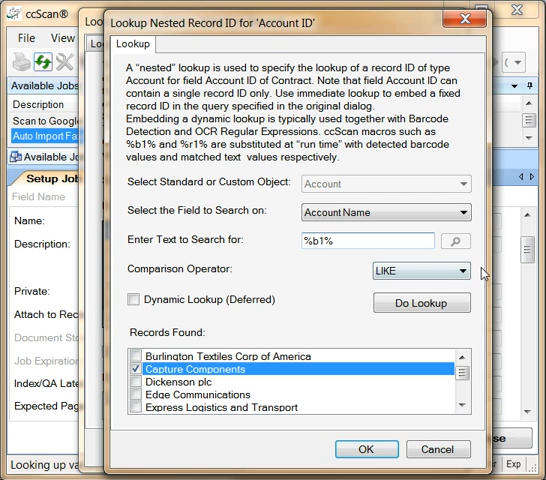 ccScan®
Look
Lookup Nested Record ID for 'Account ID'
File
View
Lo
Lookup
Available Jobs
Description
Scan to Google
Auto Import Fa
Available Jobs
Setup Job
Field Name
Name:
Description:
Private:
Attach to Rec
Document Sto
Job Expiration
Index/QA Late
Expected Pag
Looking up va
A “nested” lookup is used to specify the lookup of a record ID of type
Account for field Account ID of Contract. Note that field Account ID can
contain a single record ID only. Use immediate lookup to embed a fixed
record ID in the query specified in the original dialog.
Embedding a dynamic lookup is typically used together with Barcode
Detection and OCR Regular Expressions. ccScan macros such as
%b1% and %r1% are substituted at “run time” with detected barcode
values and matched text values respectively.
Select Standard or Custom Object:
Account
Select the Field to Search on:
Account Name
Enter Text to Search for:
%b1%
Comparison Operator:
LIKE
Dynamic Lookup (Deferred)
Do Lookup
Records Found:
Burlington Textiles Corp of America
Capture Components
Dickenson plc
Edge Communications
Express Logistics and Transport
OK
Cancel
se
Exp